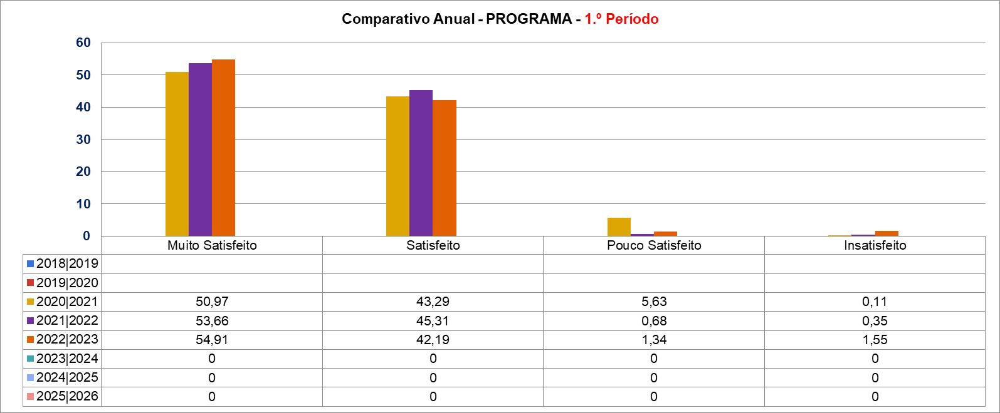 Comparativo Anual - PROGRAMA - 1.º Período
60
50
40
30
20
10
0
Muito Satisfeito Satisfeito Pouco Satisfeito Insatisfeito
2018|2019
2019|2020
2020|2021 50,97 43,29 5,63 0,11
2021|2022 53,66 45,31 0,68 0,35
2022|2023 54,91 42,19 1,34 1,55
2023|2024 0 0 0 0
2024|2025 0 0 0 0
2025|2026 0 0 0 0